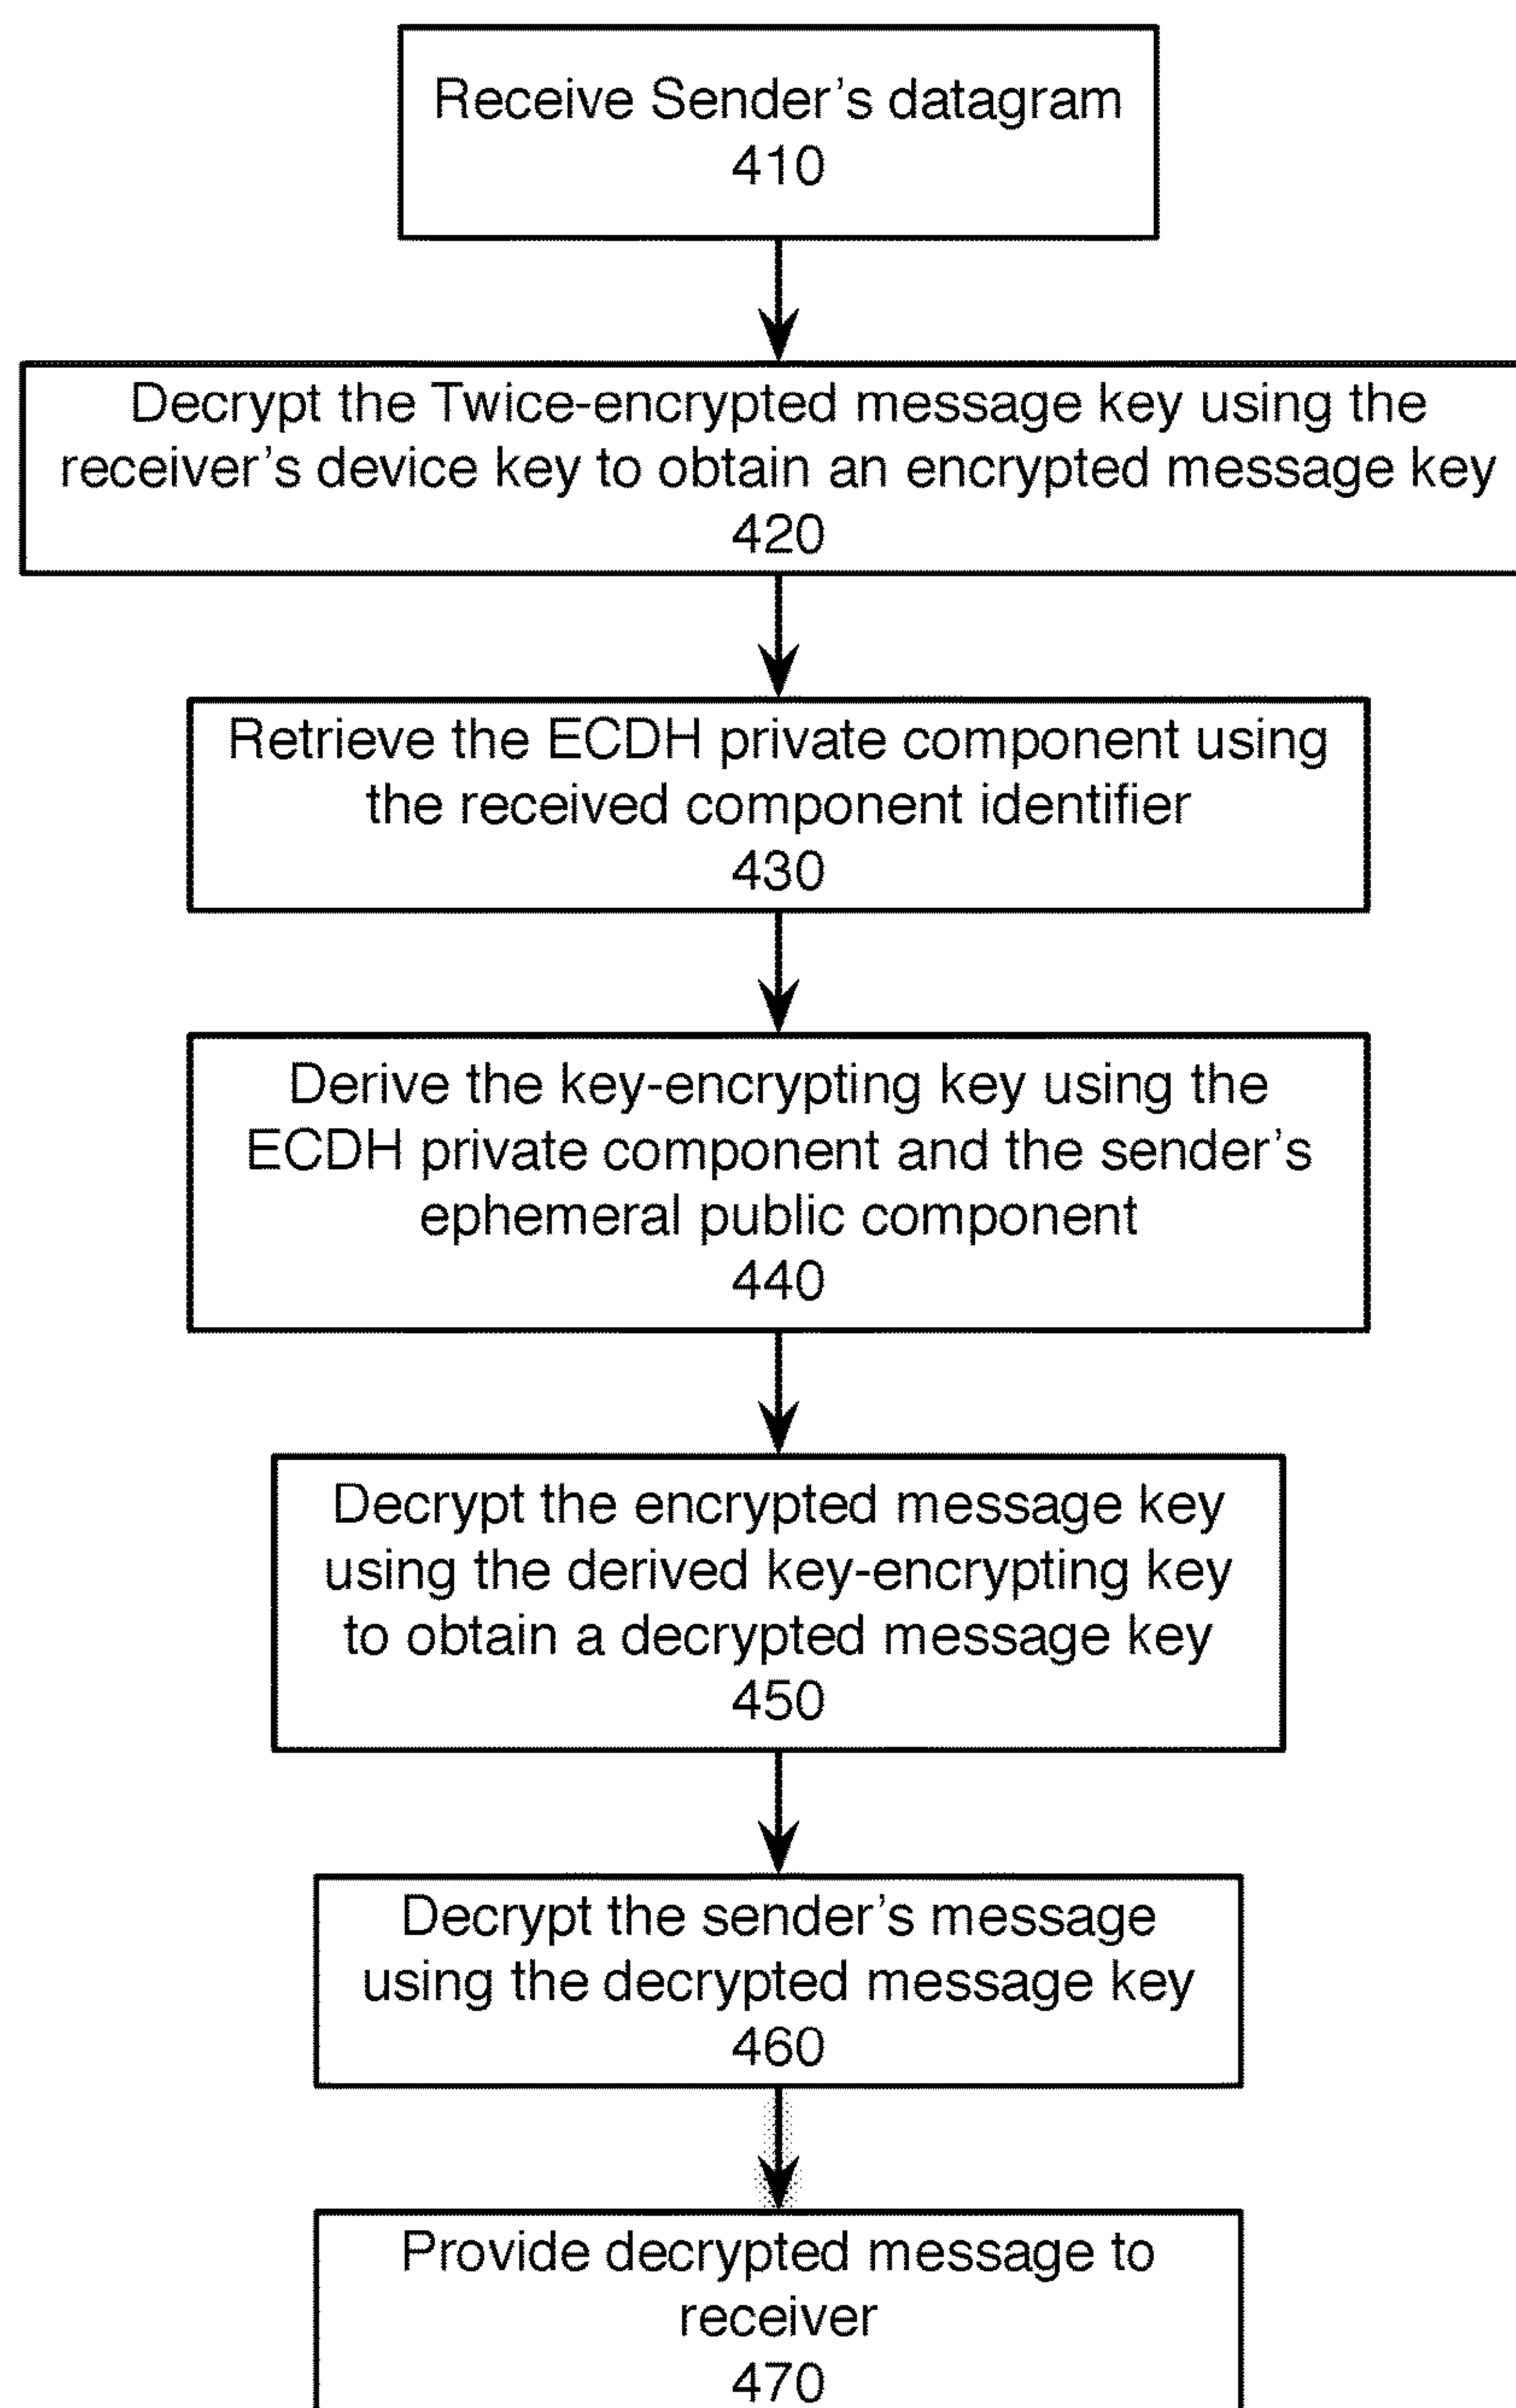 Receive Sender's datagram
410
Decrypt the Twice-encrypted message key using the
receiver's device key to obtain an encrypted message key
420
Retrieve the ECDH private component using
the received component identifier
430
Derive the key-encrypting key using the
ECDH private component and the sender's
ephemeral public component
440
Decrypt the encrypted message key
using the derived key-encrypting key
to obtain a decrypted message key
450
Decrypt the sender's message
using the decrypted message key
460
Provide decrypted message to
receiver
470